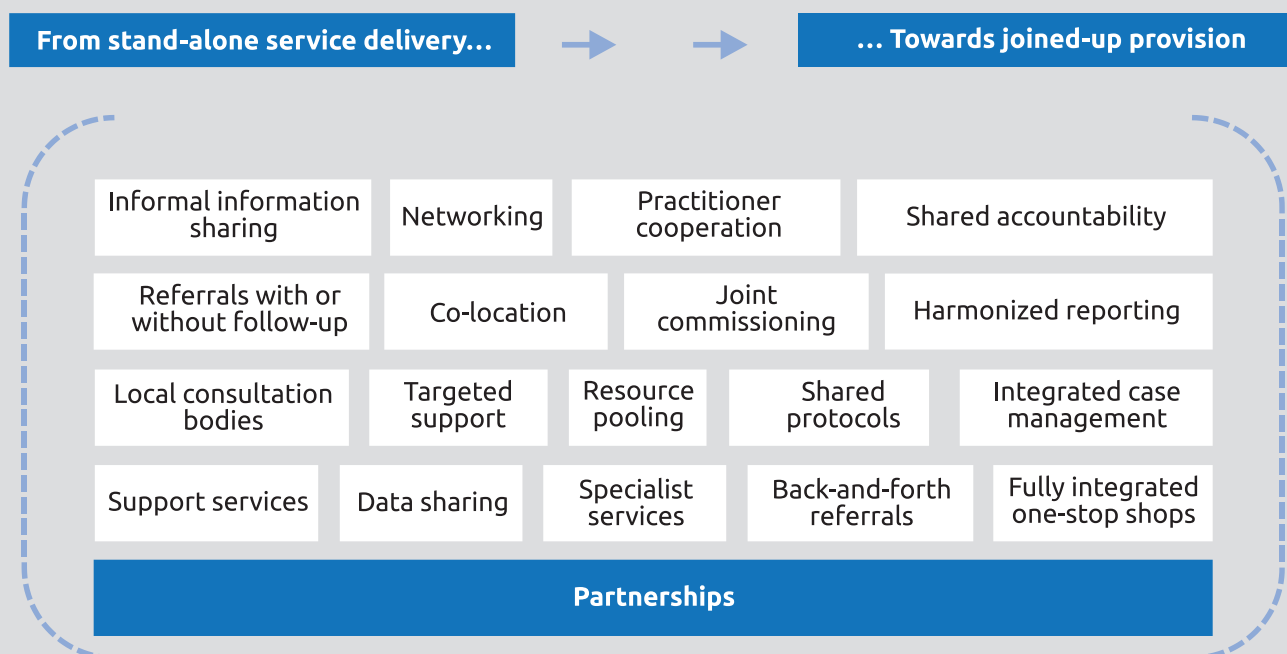 From stand-alone service delivery...
... Towards joined-up provision
Informal information
sharing
Networking
Practitioner
cooperation
Shared accountability
Referrals with or
without follow-up
Co-location
Joint
commissioning
Harmonized reporting
Local consultation
bodies
Targeted
support
Resource
pooling
Shared
protocols
Integrated case
management
Support services
Data sharing
Specialist
services
Back-and-forth
referrals
Fully integrated
one-stop shops
Partnerships